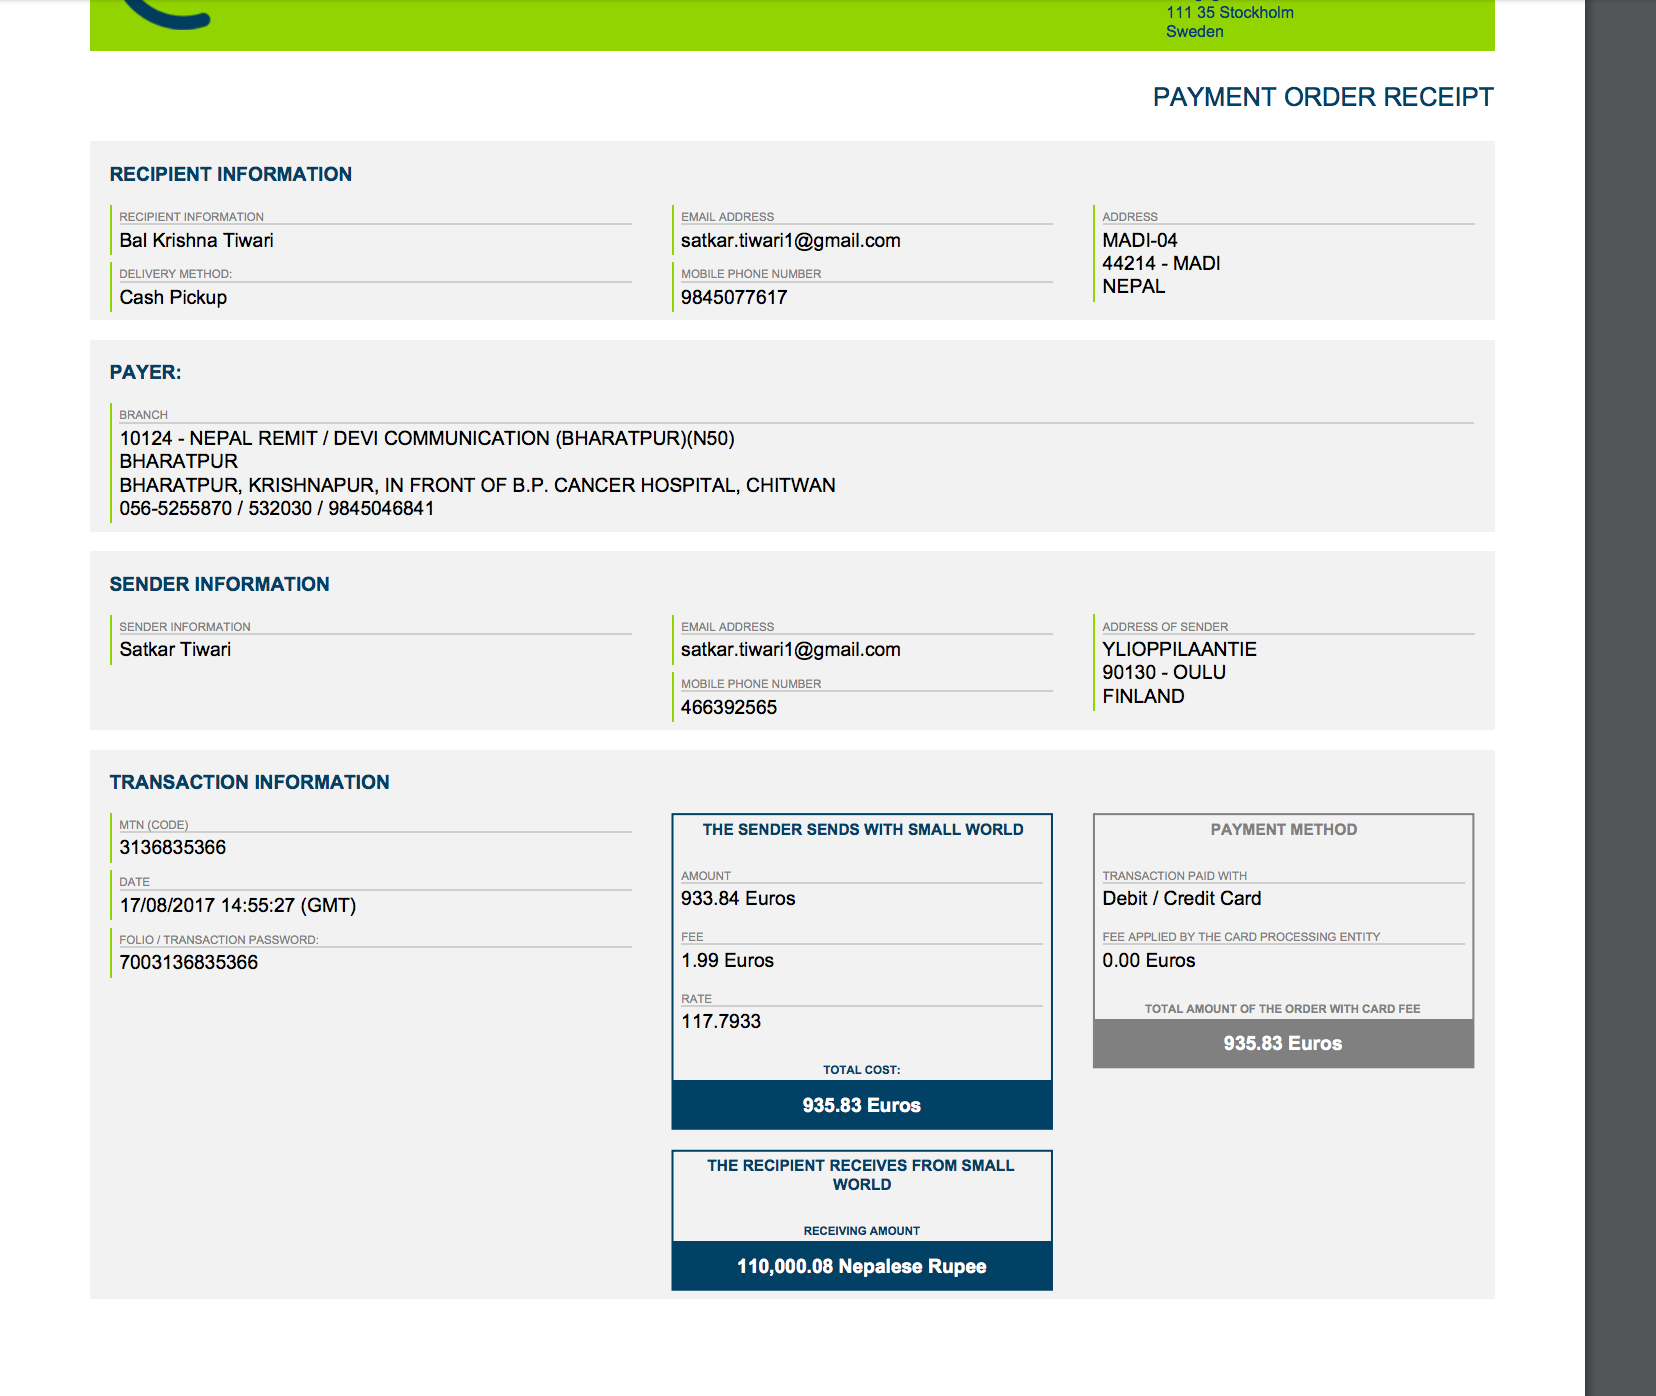 111 35 Stockholm
Sweden
PAYMENT ORDER RECEIPT
RECIPIENT INFORMATION
RECIPIENT INFORMATION
Bal Krishna Tiwari
DELIVERY METHOD:
Cash Pickup
EMAIL ADDRESS
satkar.tiwari1@gmail.com
MOBILE PHONE NUMBER
9845077617
ADDRESS
MADI-04
44214 - MADI
NEPAL
PAYER:
BRANCH
10124 - NEPAL REMIT / DEVI COMMUNICATION (BHARATPUR)(N50)
BHARATPUR
BHARATPUR, KRISHNAPUR, IN FRONT OF B.P. CANCER HOSPITAL, CHITWAN
056-5255870 / 532030 / 9845046841
SENDER INFORMATION
SENDER INFORMATION
Satkar Tiwari
EMAIL ADDRESS
satkar.tiwari1@gmail.com
MOBILE PHONE NUMBER
466392565
ADDRESS OF SENDER
YLIOPPILAANTIE
90130 - OULU
FINLAND
TRANSACTION INFORMATION
MTN (CODE)
3136835366
DATE
17/08/2017 14:55:27 (GMT)
FOLIO / TRANSACTION PASSWORD:
7003136835366
THE SENDER SENDS WITH SMALL WORLD
AMOUNT
933.84 Euros
FEE
1.99 Euros
RATE
117.7933
TOTAL COST:
935.83 Euros
THE RECIPIENT RECEIVES FROM SMALL
WORLD
RECEIVING AMOUNT
110,000.08 Nepalese Rupee
PAYMENT METHOD
TRANSACTION PAID WITH
Debit / Credit Card
FEE APPLIED BY THE CARD PROCESSING ENTITY
0.00 Euros
TOTAL AMOUNT OF THE ORDER WITH CARD FEE
935.83 Euros